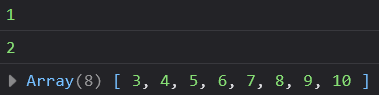 1
2
Array(8) [ 3, 4, 5, 6, 7, 8, 9, 10 ]